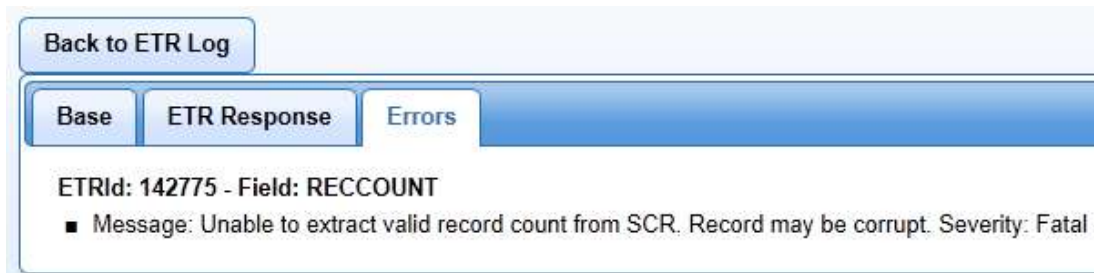 Back to ETR Log
Base ETR Response Errors
ETRId: 142775 - Field: RECCOUNT
▪ Message: Unable to extract valid record count from SCR. Record may be corrupt. Severity: Fatal